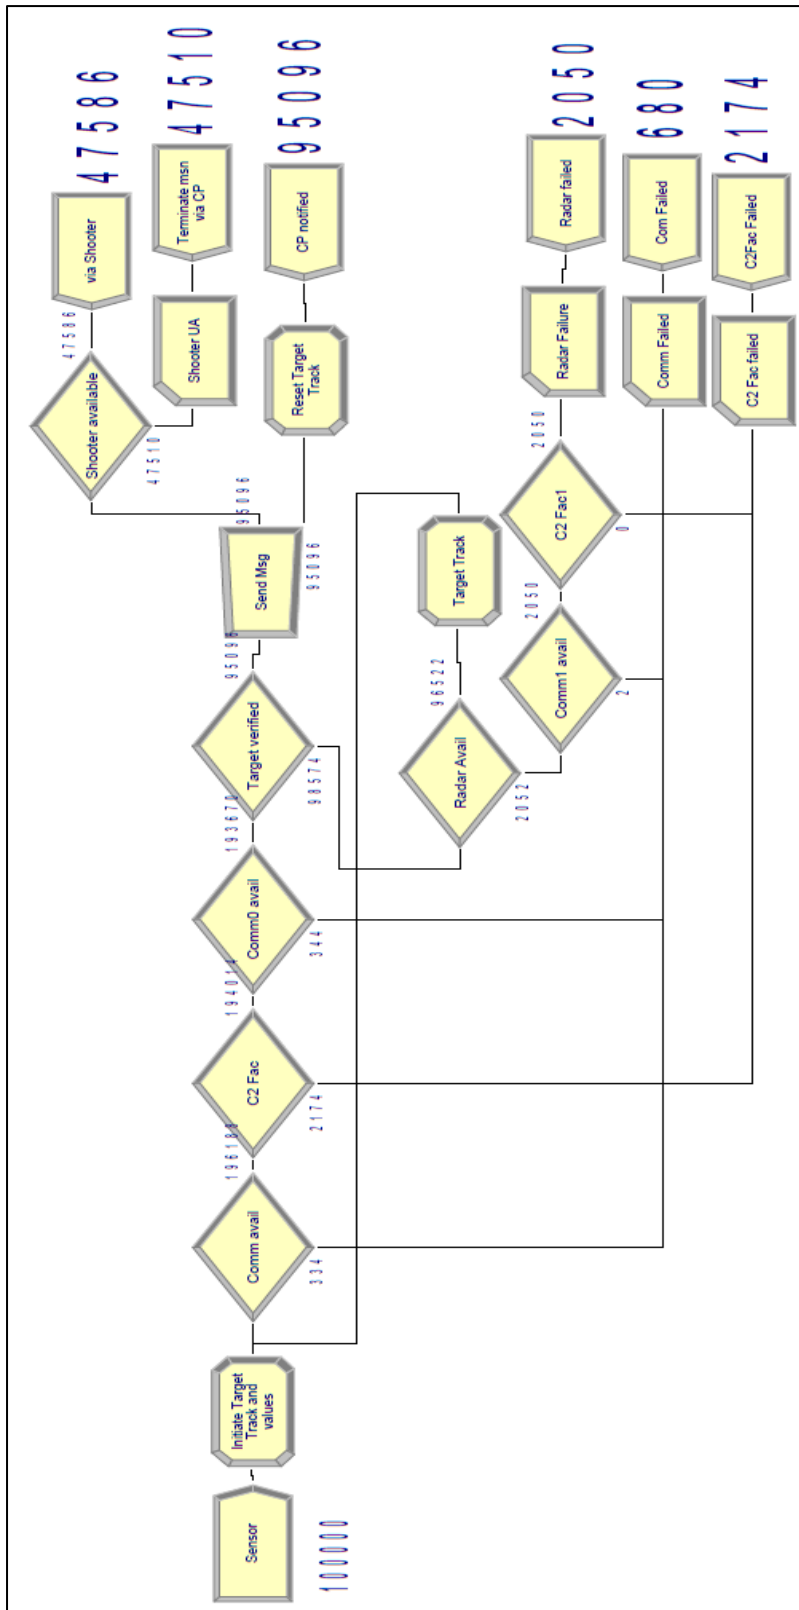 Sensor
100000
Initiate Target
Track and
values
Comm avail
334
C2 Fac
2174
194014
Comm0 avail
344
Target verified
98574
95096
Send Msg
95096
95096
Shooter available
47586
47510
via Shooter
47586
Shooter UA
Terminate msn
via CP
47510
Reset Target
Track
CP notified
95096
Radar Avail
96522
2052
Target Track
Comm1 avail
2050
2
C2 Fac1
2050
0
Radar Failure
Radar failed
2050
Comm Failed
Com Failed
680
C2 Fac failed
C2Fac Failed
2174